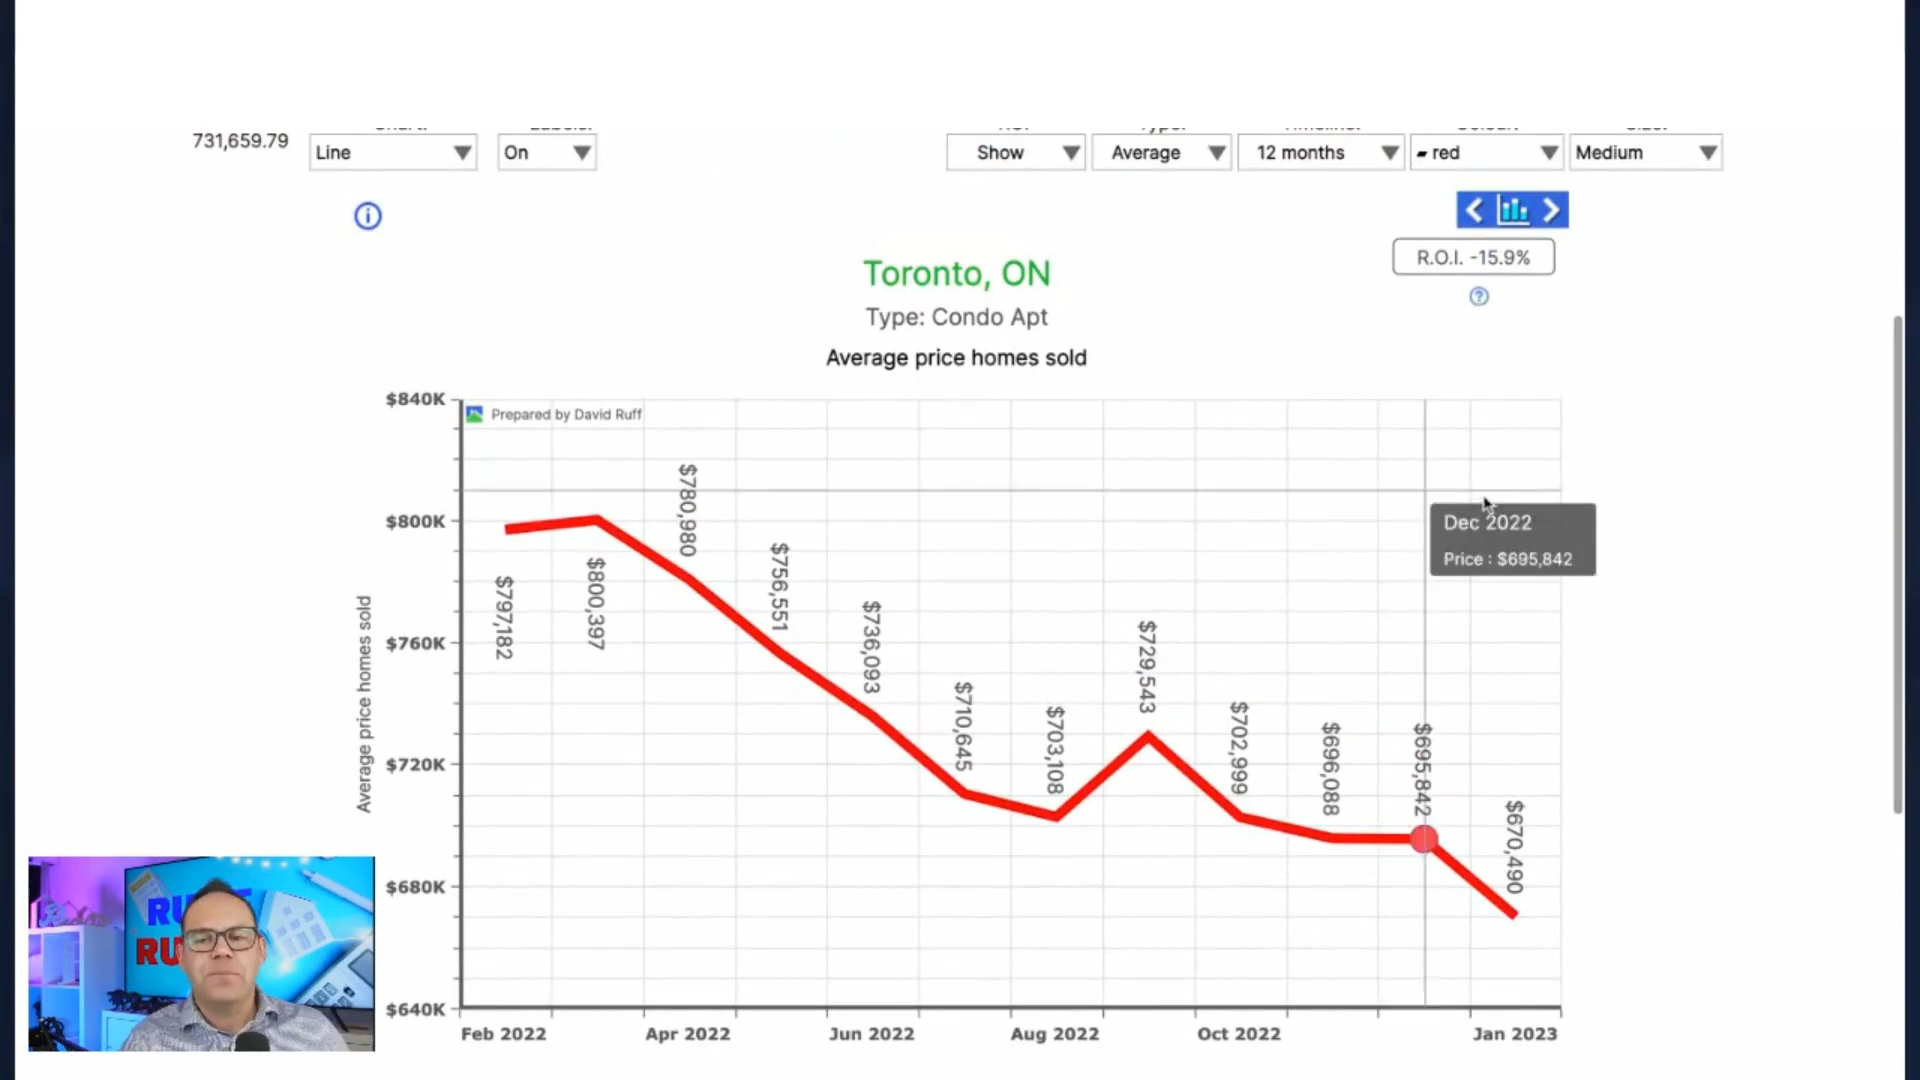 731,659.79
Line
On
Show
Average
12 months
red
Medium
R.O.I. -15.9%
Toronto, ON
Type: Condo Apt
Average price homes sold
Prepared by David Ruff
Average price homes sold
$840K
$800K
$760K
$720K
$680K
$640K
$797,182
$800,397
$780,980
$756,551
$736,093
$710,645
$703,108
$729,543
$702,999
$696,088
$695,842
$670,490
Dec 2022
Price : $695,842
Feb 2022
Apr 2022
Jun 2022
Aug 2022
Oct 2022
Jan 2023